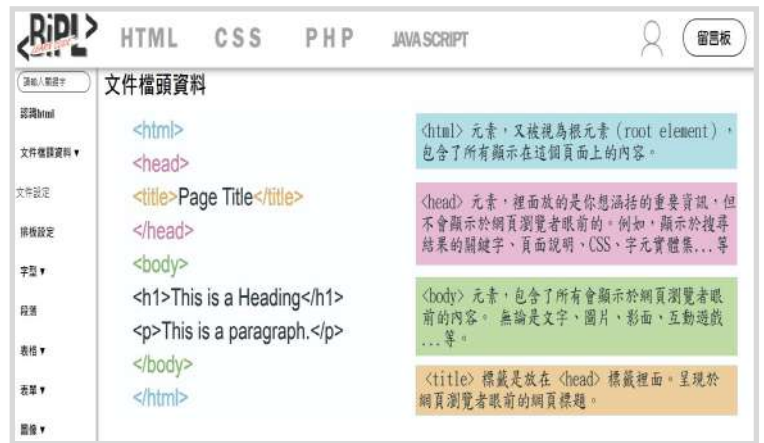 RiPL
LEARN CODE
HTML CSS PHP JAVASCRIPT
留言板
請輸入關鍵字
認識html
文件檔頭資料▼
文件設定
排板設定
字型▼
段落
表格▼
表單▼
圖像▼
文件檔頭資料
<html>
<head>
<title>Page Title</title>
</head>
<body>
<h1>This is a Heading</h1>
<p>This is a paragraph.</p>
</body>
</html>
<html> 元素,又被視為根元素 (root element),
包含了所有顯示在這個頁面上的內容。
<head> 元素,裡面放的是你想涵括的重要資訊,但
不會顯示於網頁瀏覽者眼前的。例如,顯示於搜尋
結果的關鍵字、頁面說明、CSS、字元實體集...等
<body> 元素,包含了所有會顯示於網頁瀏覽者眼
前的內容。 無論是文字、圖片、影面、互動遊戲
...等。
<title> 標籤是放在 <head> 標籤裡面。呈現於
網頁瀏覽者眼前的網頁標題。